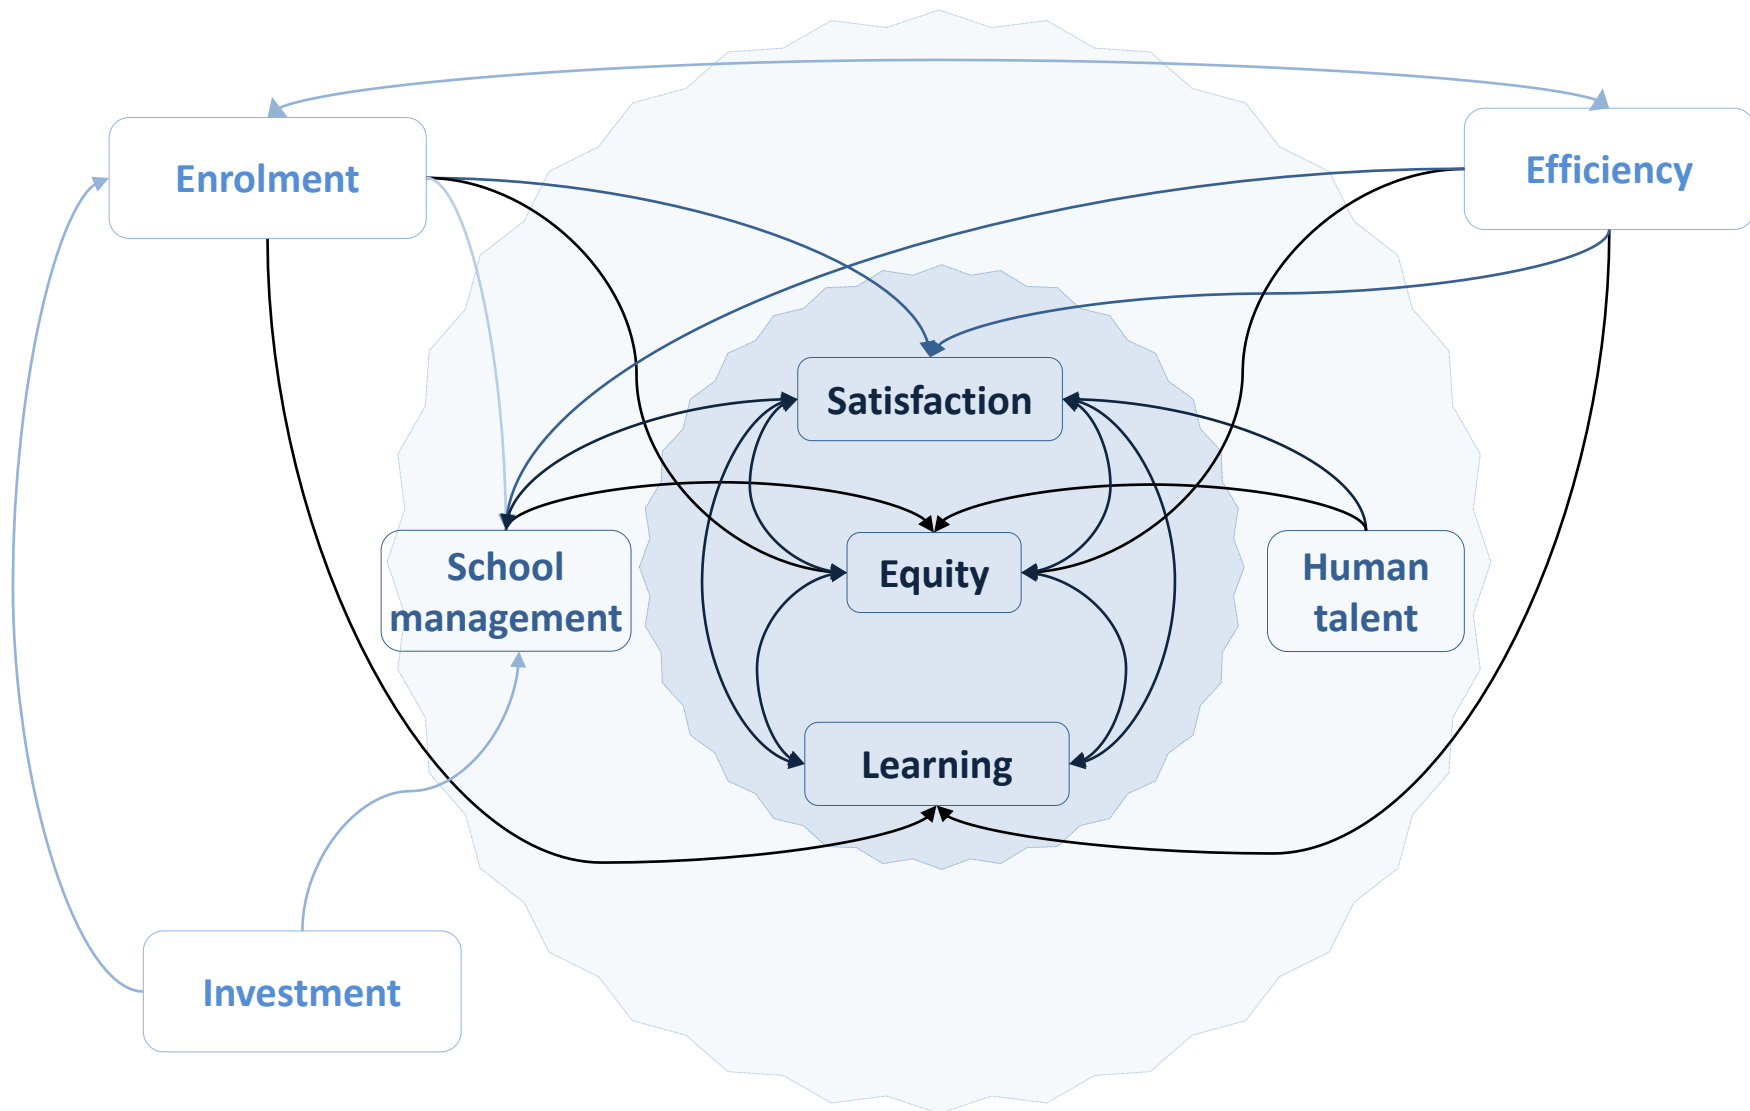 Enrolment
Efficiency
Satisfaction
School
management
Equity
Human
talent
Learning
Investment